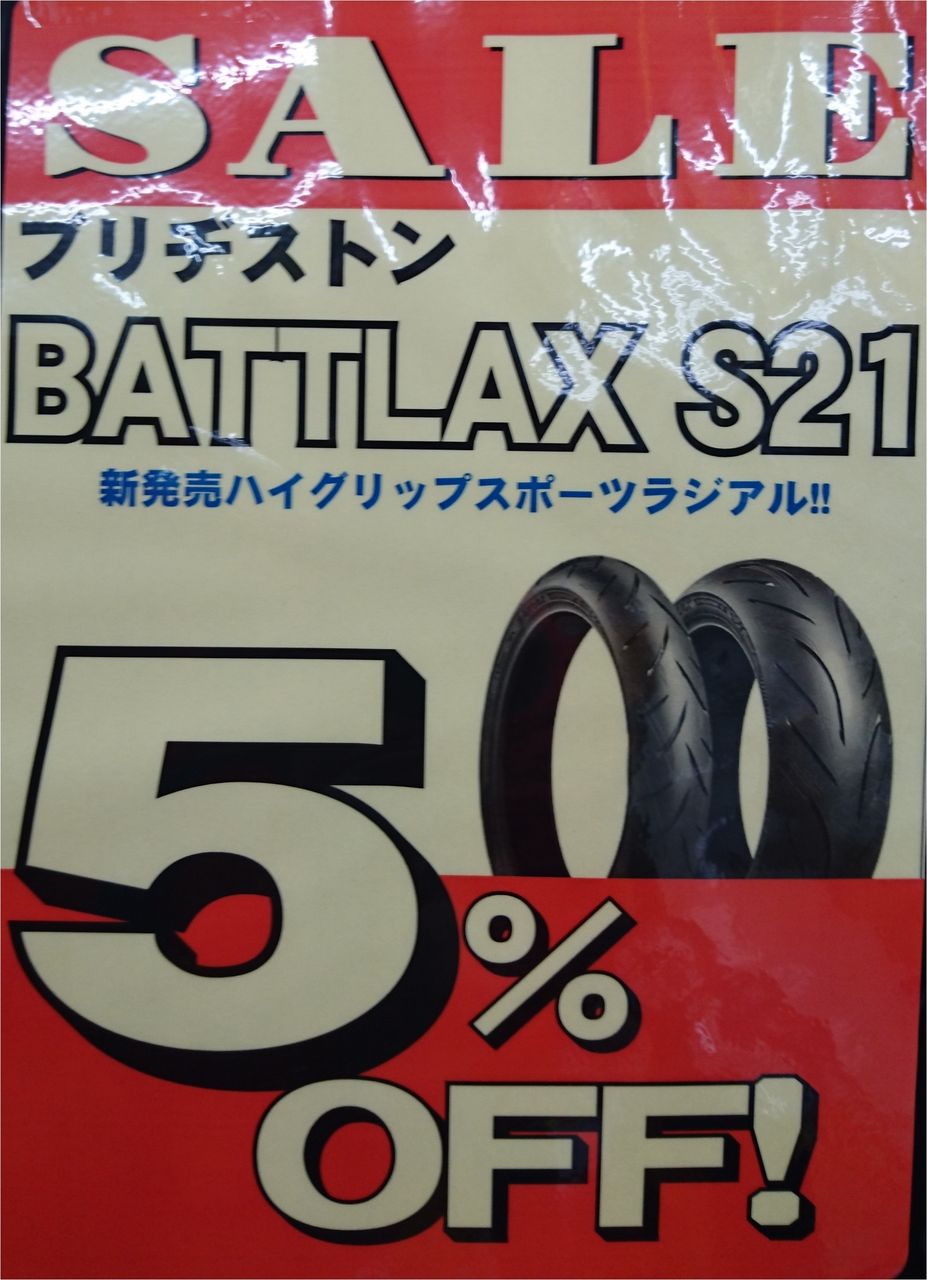 SALE
ブリヂストン
BATTLAX S21
新発売ハイグリップスポーツラジアル!!
5%
OFF!